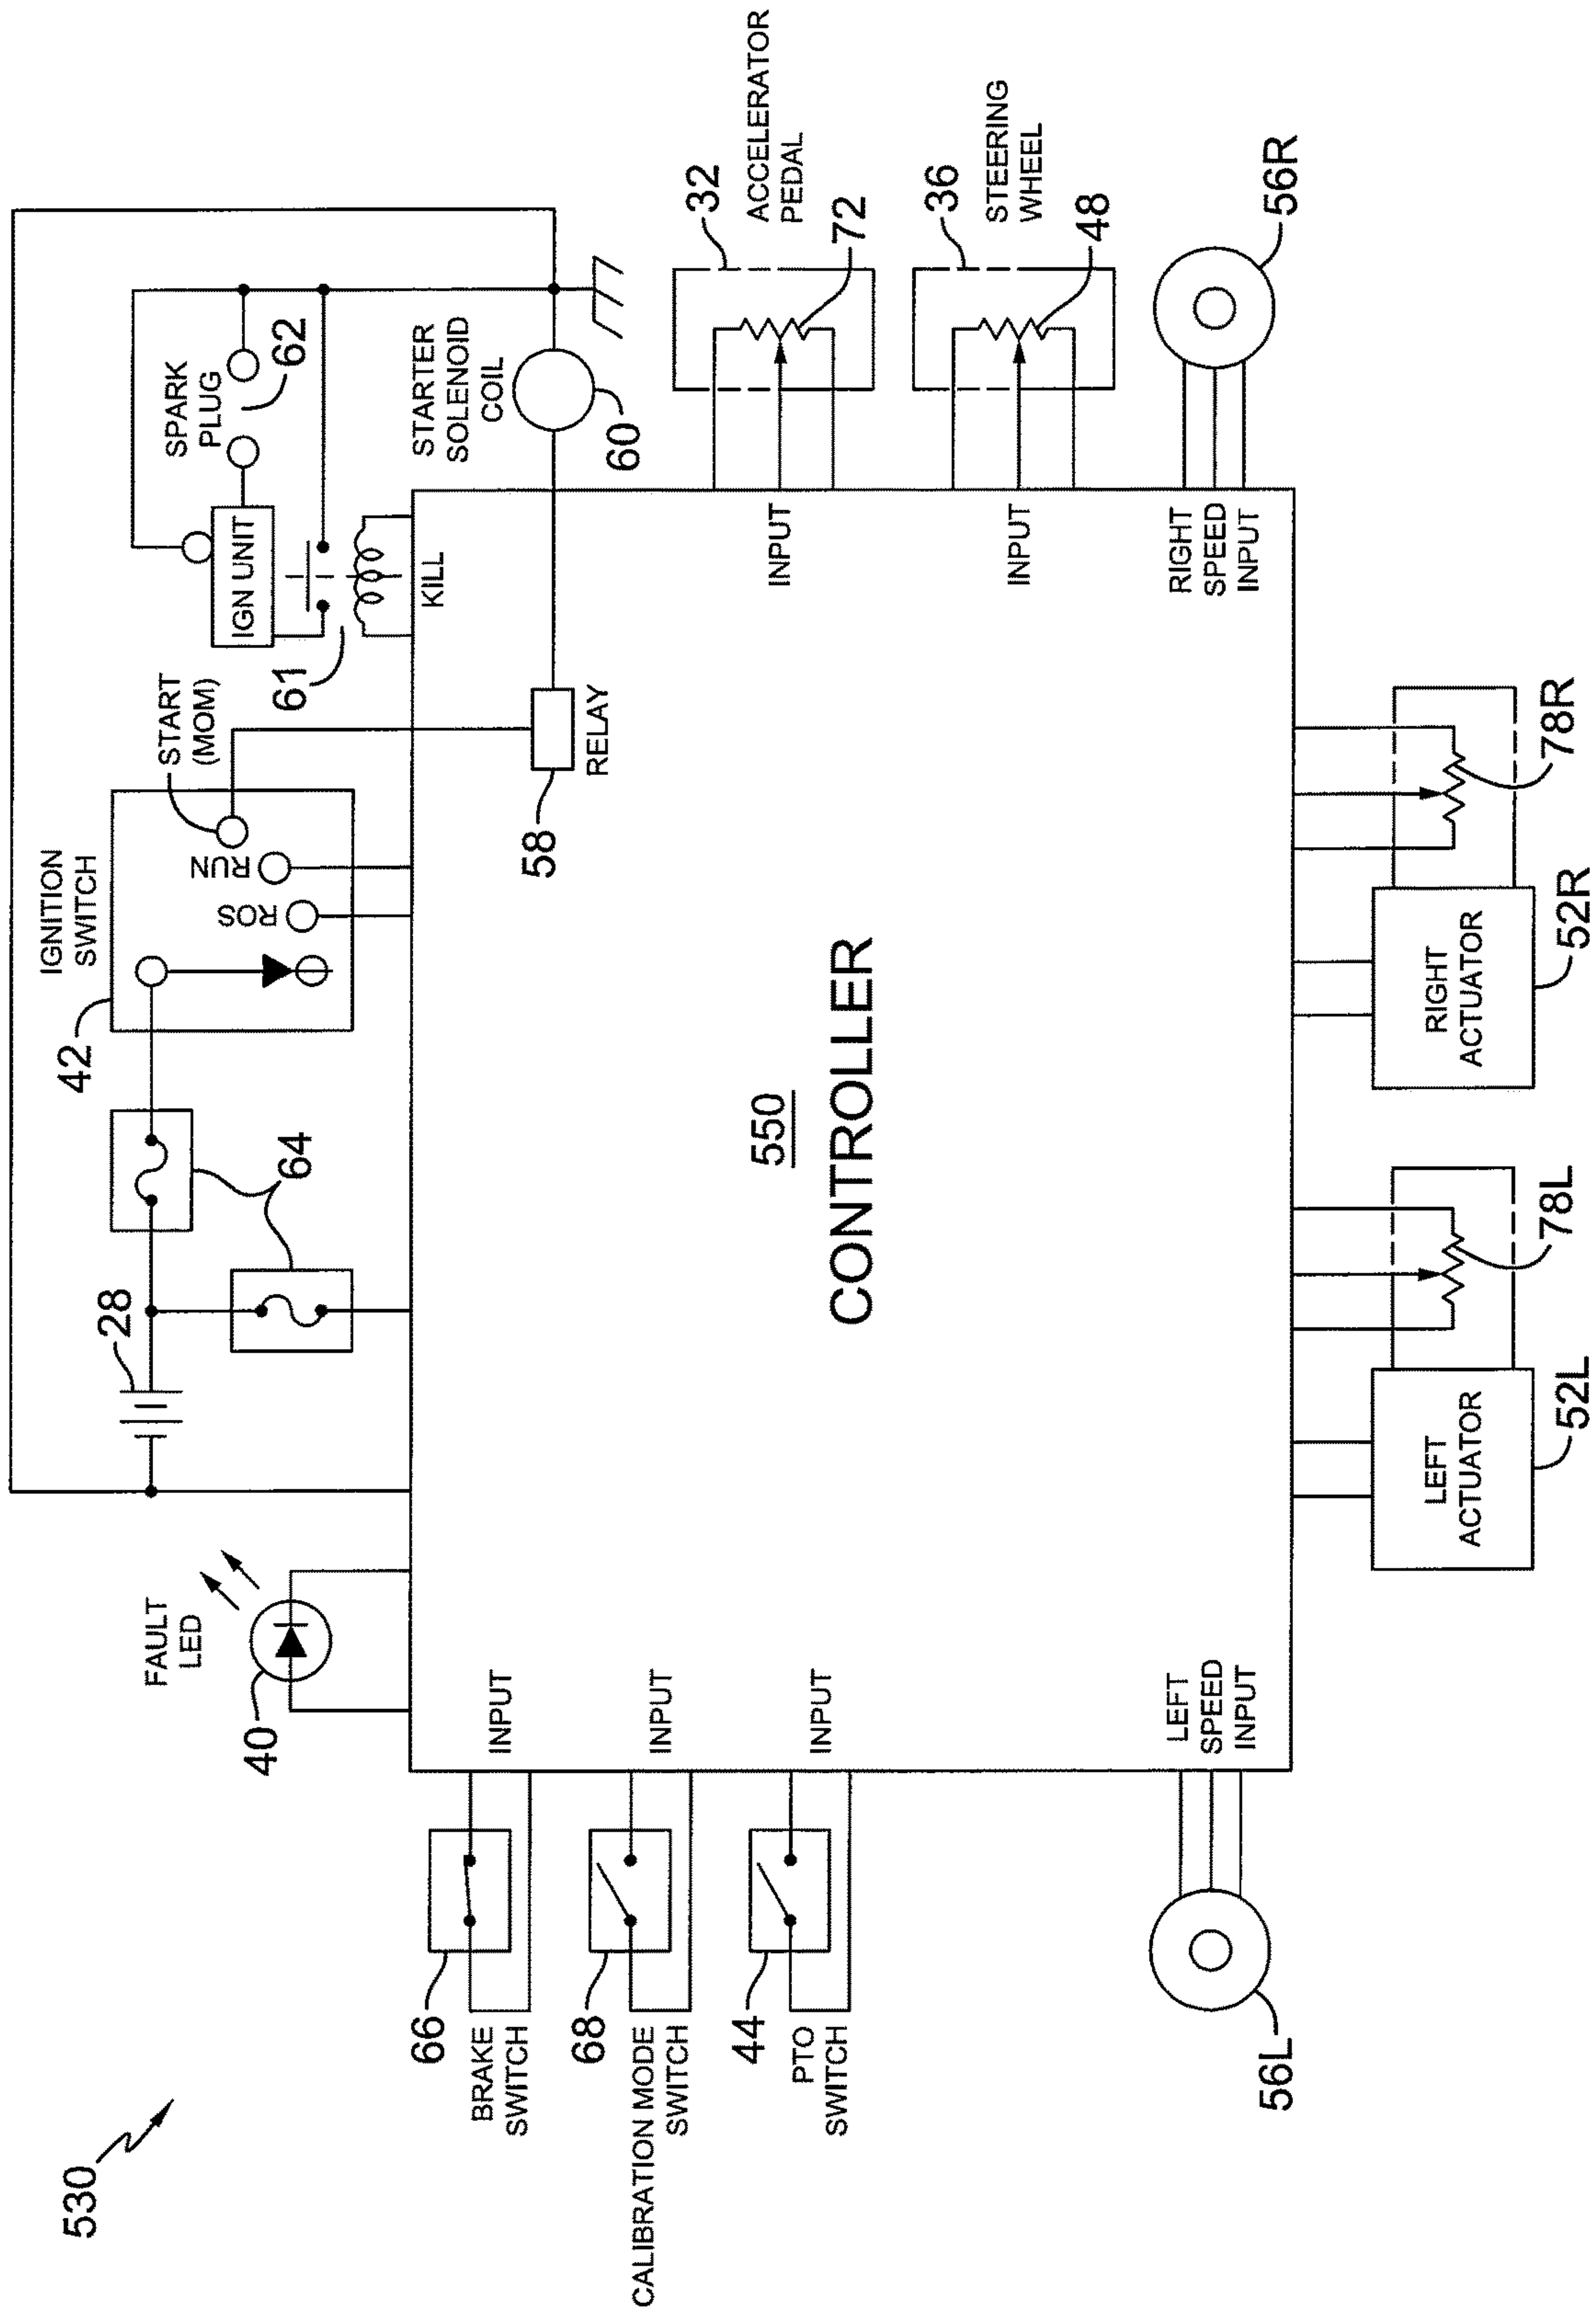 530
FAULT
LED
40
28
64
42
IGNITION
SWITCH
ROS
RUN
START
(MOM)
61
IGN UNIT
SPARK
PLUG
62
KILL
STARTER
SOLENOID
COIL
60
58
RELAY
66
BRAKE
SWITCH
INPUT
68
CALIBRATION MODE
SWITCH
INPUT
44
PTO
SWITCH
INPUT
550
CONTROLLER
INPUT
32
ACCELERATOR
PEDAL
72
INPUT
36
STEERING
WHEEL
48
LEFT
SPEED
INPUT
56L
RIGHT
SPEED
INPUT
56R
LEFT
ACTUATOR
52L
78L
RIGHT
ACTUATOR
52R
78R